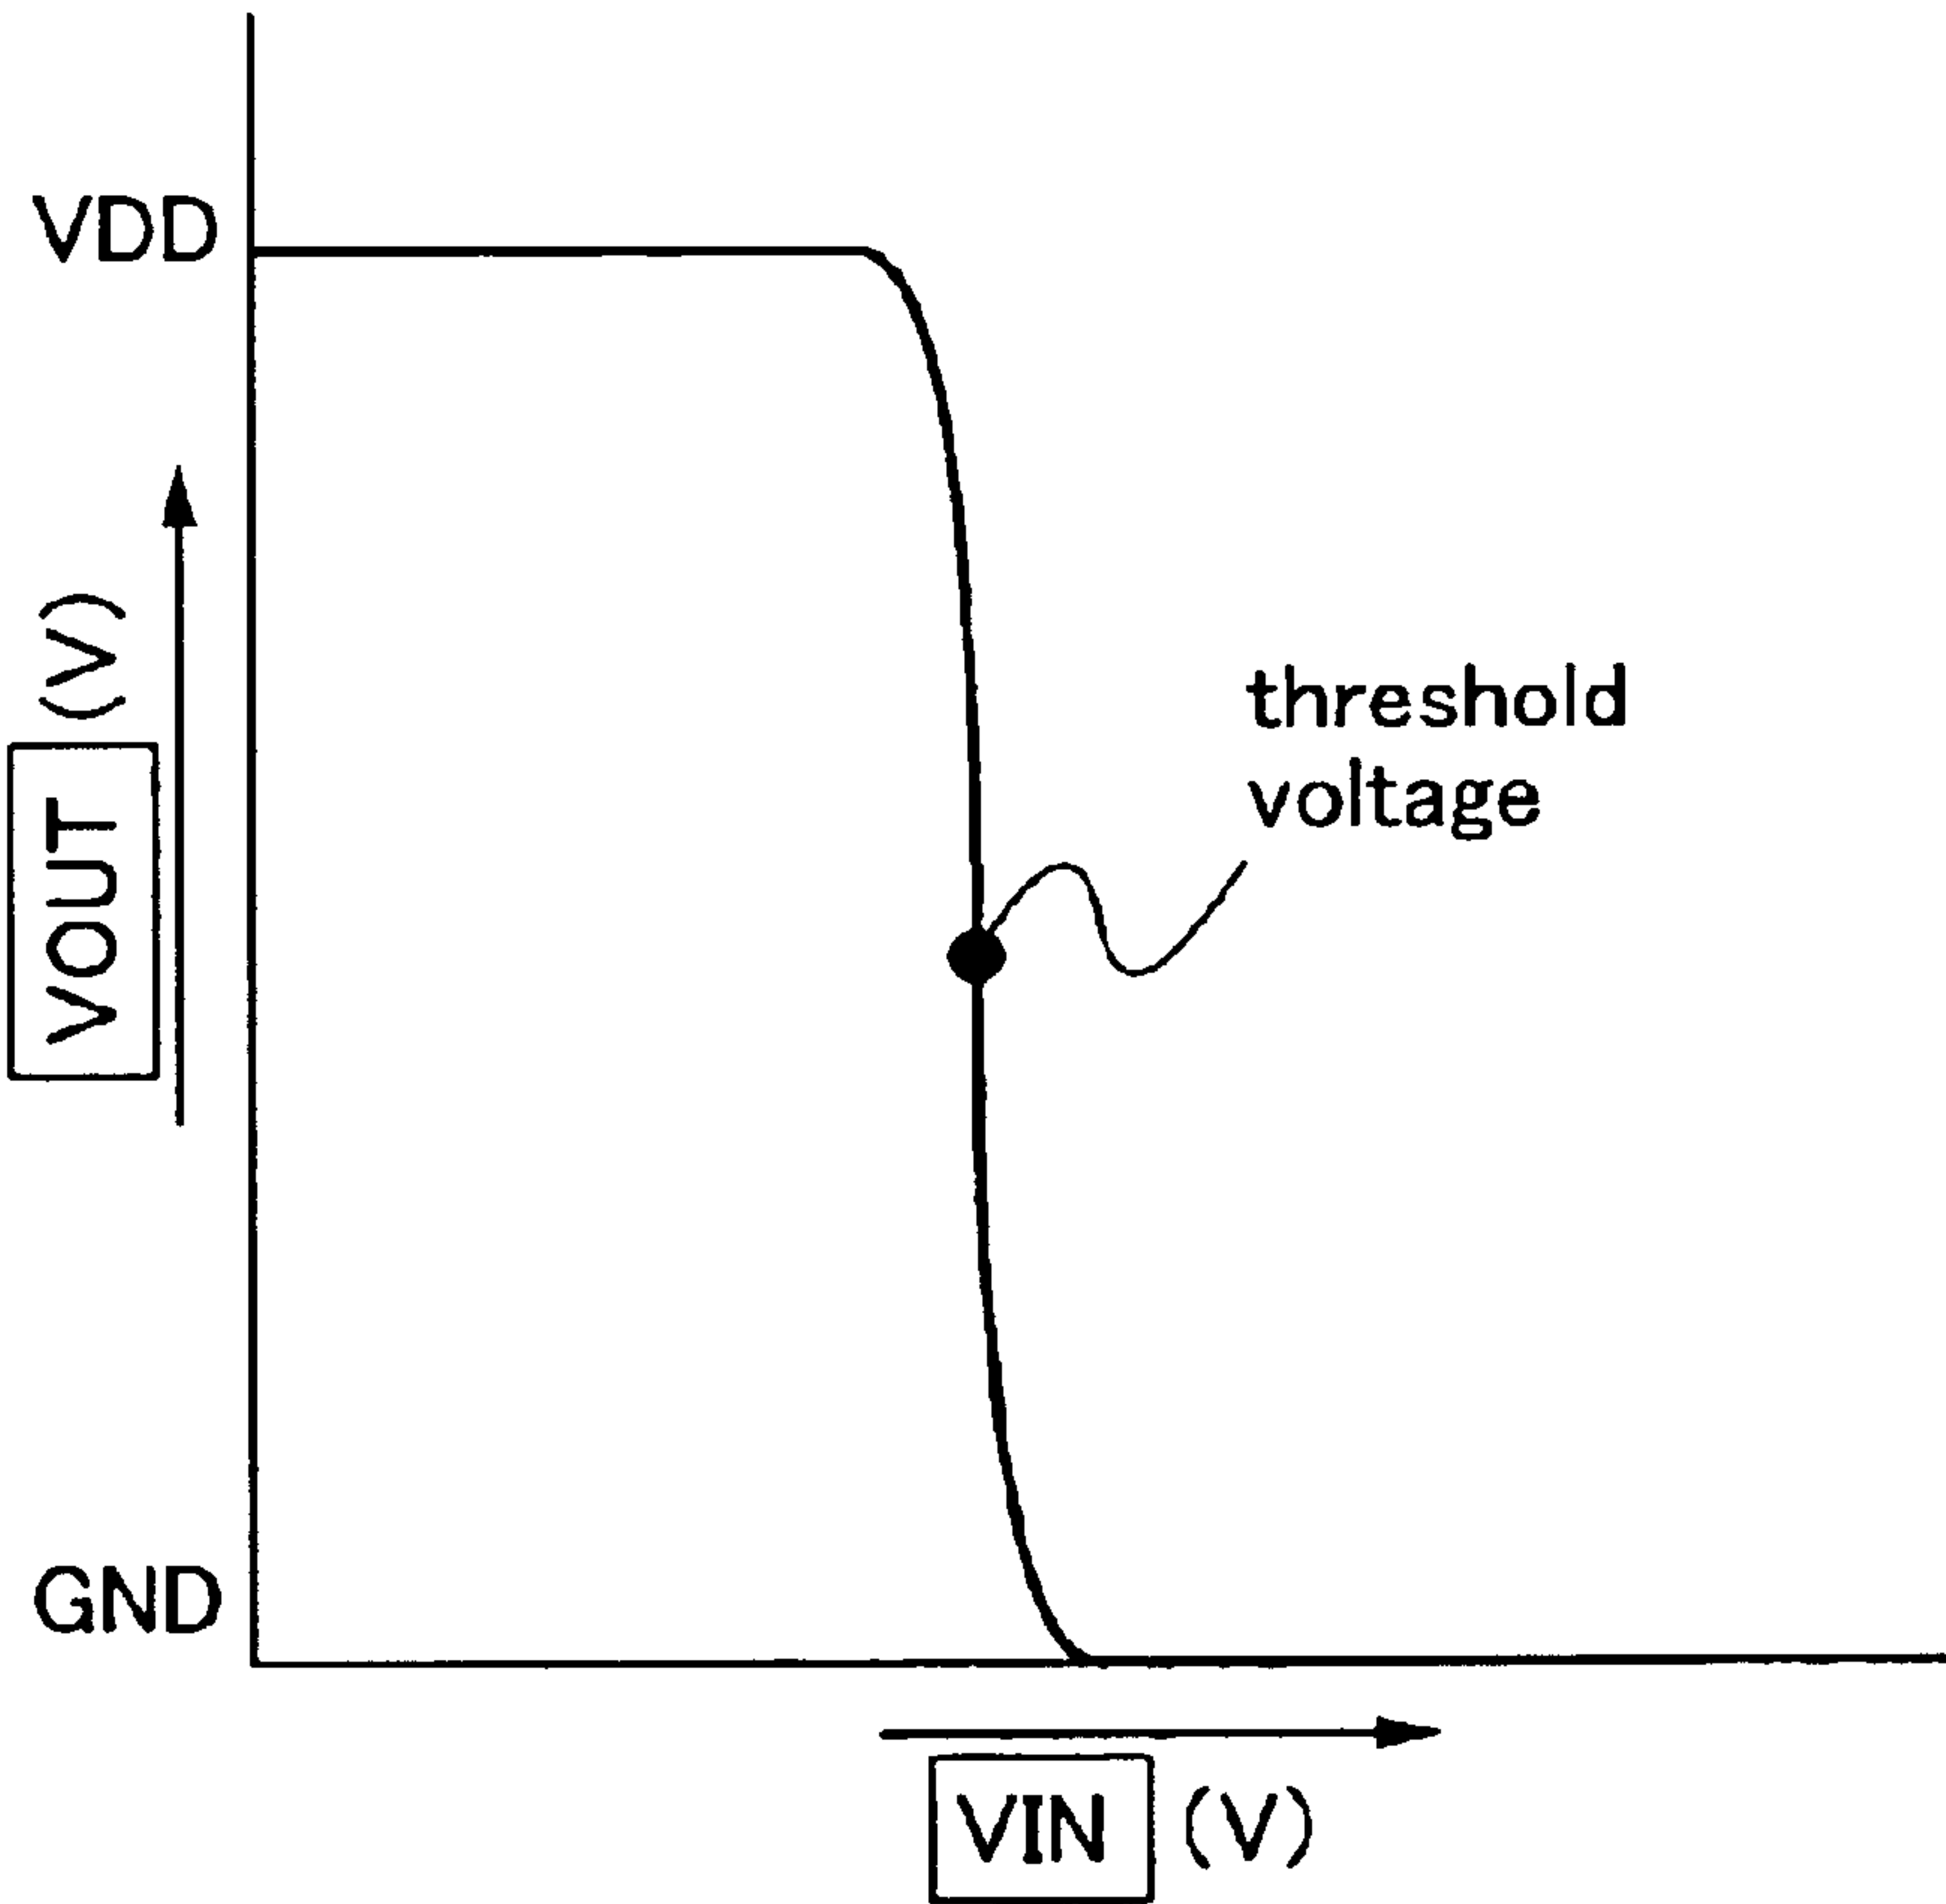 VDD
VOUT (V)
threshold
voltage
GND
VIN (V)